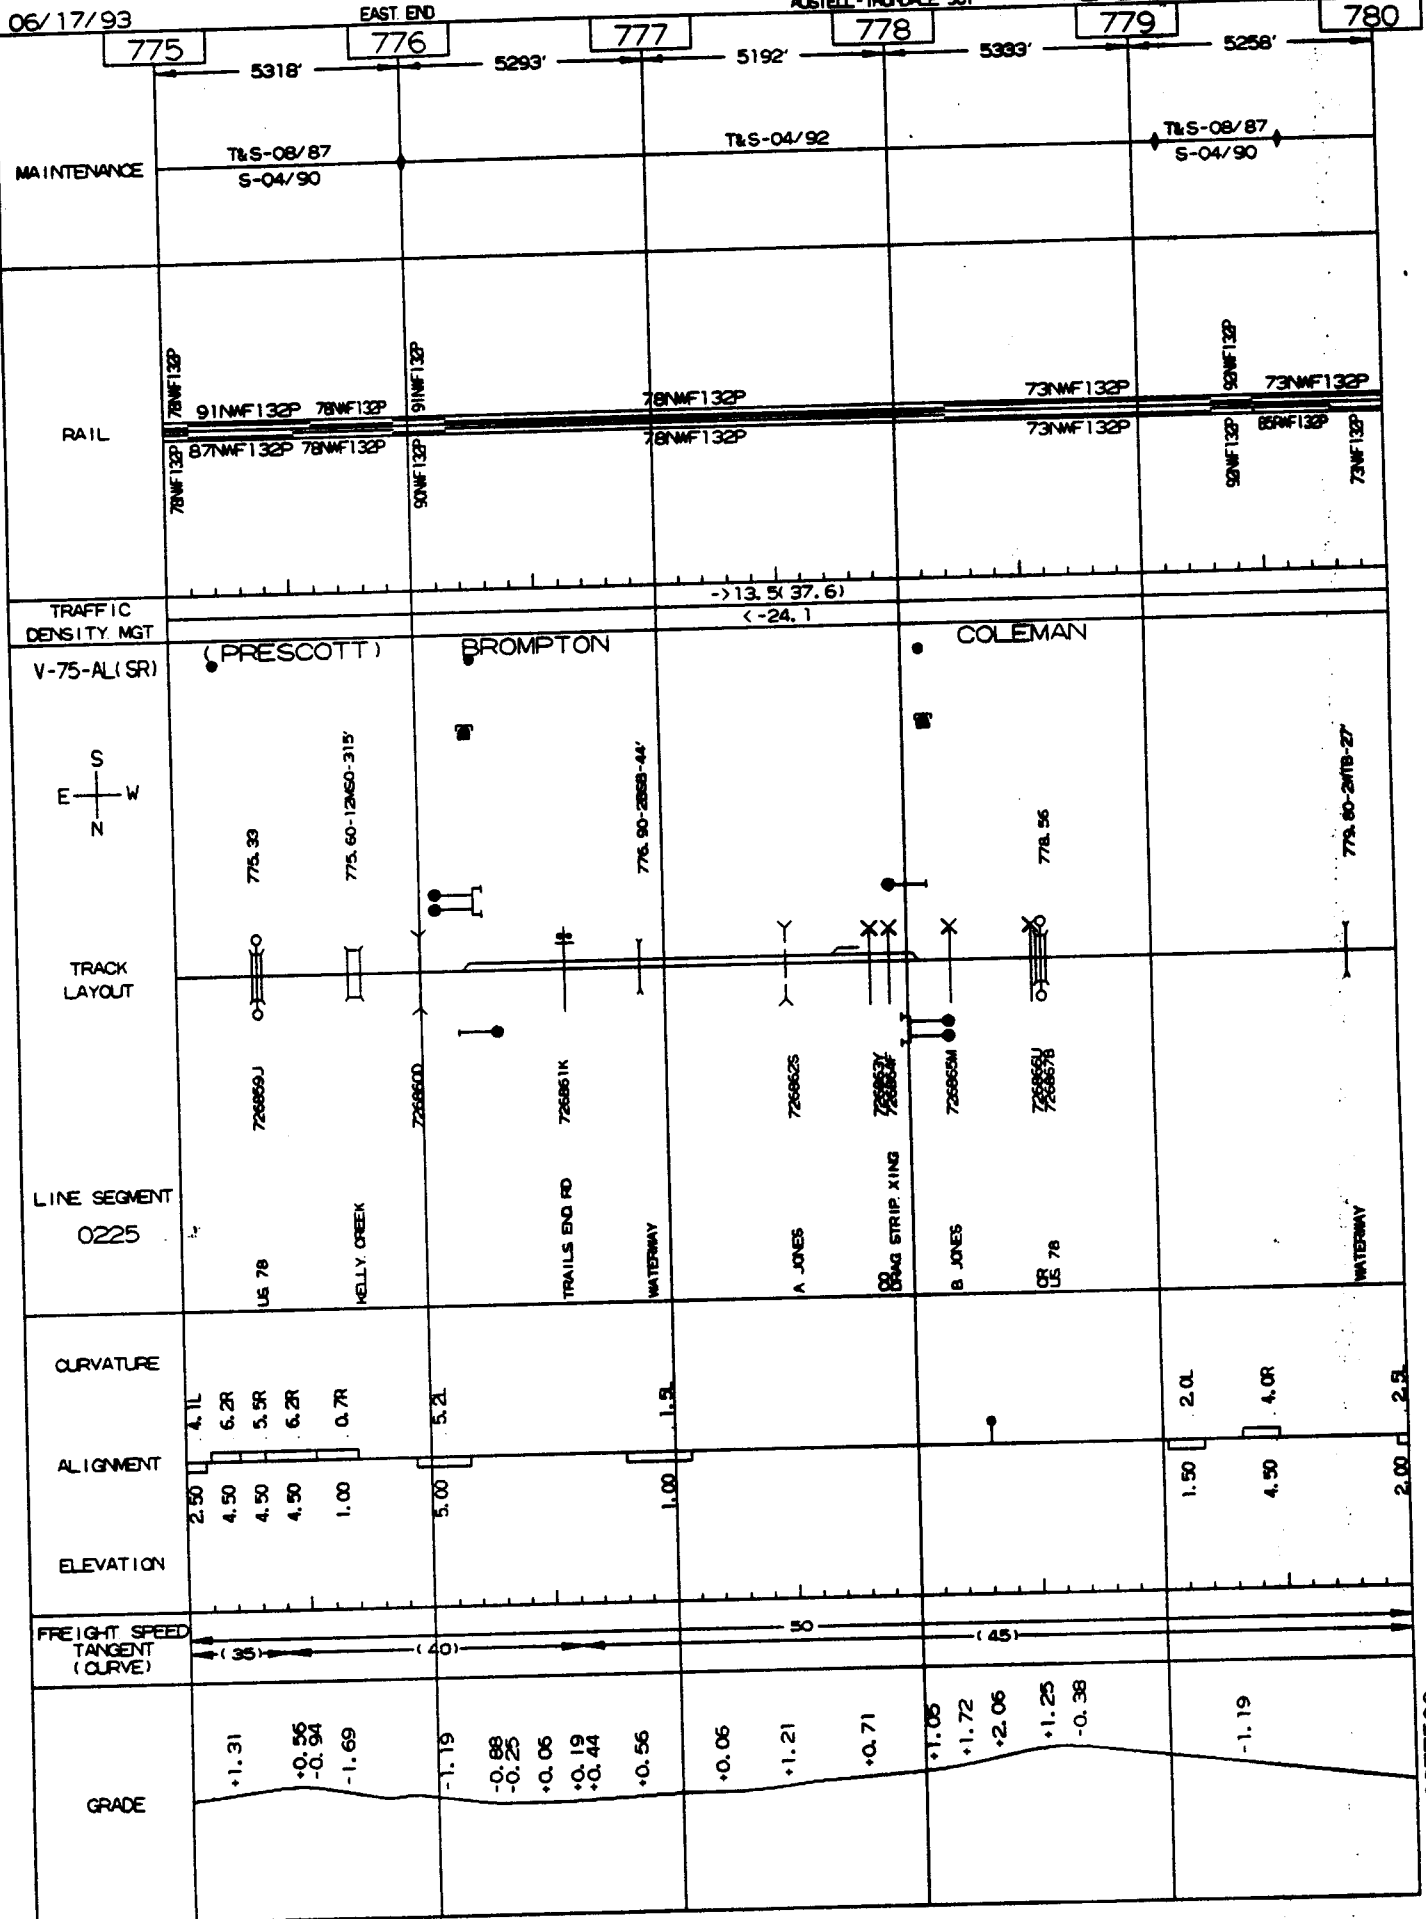 06/17/93
EAST END
775 776 777 778 779 780
5318' 5293' 5192' 5333' 5258'
MAINTENANCE
T&S-08/87 T&S-04/92 T&S-08/87
S-04/90 S-04/90
78NWF132P 91NWF132P 92NWF132P
91NWF132P 78NWF132P 78NWF132P 73NWF132P 73NWF132P
RAIL
87NWF132P 78NWF132P 78NWF132P 73NWF132P 85RWF132P
78NWF132P 90NWF132P 92NWF132P 73NWF132P
TRAFFIC
DENSITY MGT
->13.5(37.6)
<-24.1
V-75-AL(SR)
(PRESCOTT) BROMPTON COLEMAN
S
E W
N
775.33
775.60-12MSO-315'
776.90-2BSB-44'
778.56
779.80-2WTB-27'
TRACK
LAYOUT
726859J
726860D
726861K
726862S
726863Y
726864F
726865M
726866U
726867B
LINE SEGMENT
0225
US 78
KELLY CREEK
TRAILS END RD
WATERWAY
A JONES
CO
DRAG STRIP XING
B JONES
CR
US 78
WATERWAY
CURVATURE
4.1L 6.2R 5.5R 6.2R 0.7R 5.2L 1.5L 2.0L 4.0R 2.5L
ALIGNMENT
2.50 4.50 4.50 4.50 1.00 5.00 1.00 1.50 4.50 2.00
ELEVATION
FREIGHT SPEED
TANGENT
(CURVE)
50
(35) (40) (45)
GRADE
+1.31 +0.56 -0.94 -1.69 -1.19 -0.88 -0.25 +0.06 +0.19 +0.44 +0.56 +0.06 +1.21 +0.71 +1.06 +1.72 +2.06 +1.25 -0.38 -1.19